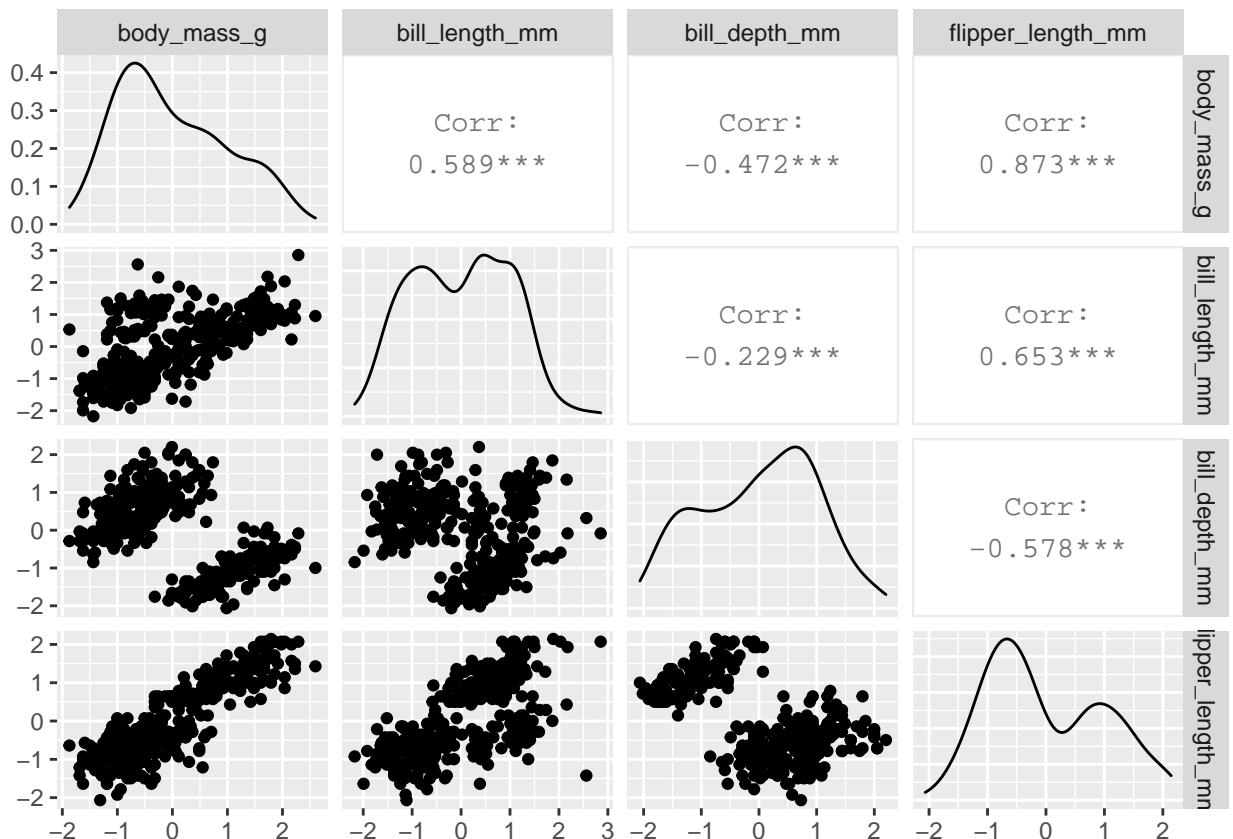 body_mass_g bill_length_mm bill_depth_mm flipper_length_mm
0.4
0.3
0.2
0.1
0.0
Corr:
0.589***
Corr:
−0.472***
Corr:
0.873***
body_mass_g
3
2
1
0
−1
−2
Corr:
−0.229***
Corr:
0.653***
bill_length_mm
2
1
0
−1
−2
Corr:
−0.578***
bill_depth_mm
2
1
0
−1
−2
lipper_length_mn
−2 −1 0 1 2 −2 −1 0 1 2 3 −2 −1 0 1 2 −2 −1 0 1 2